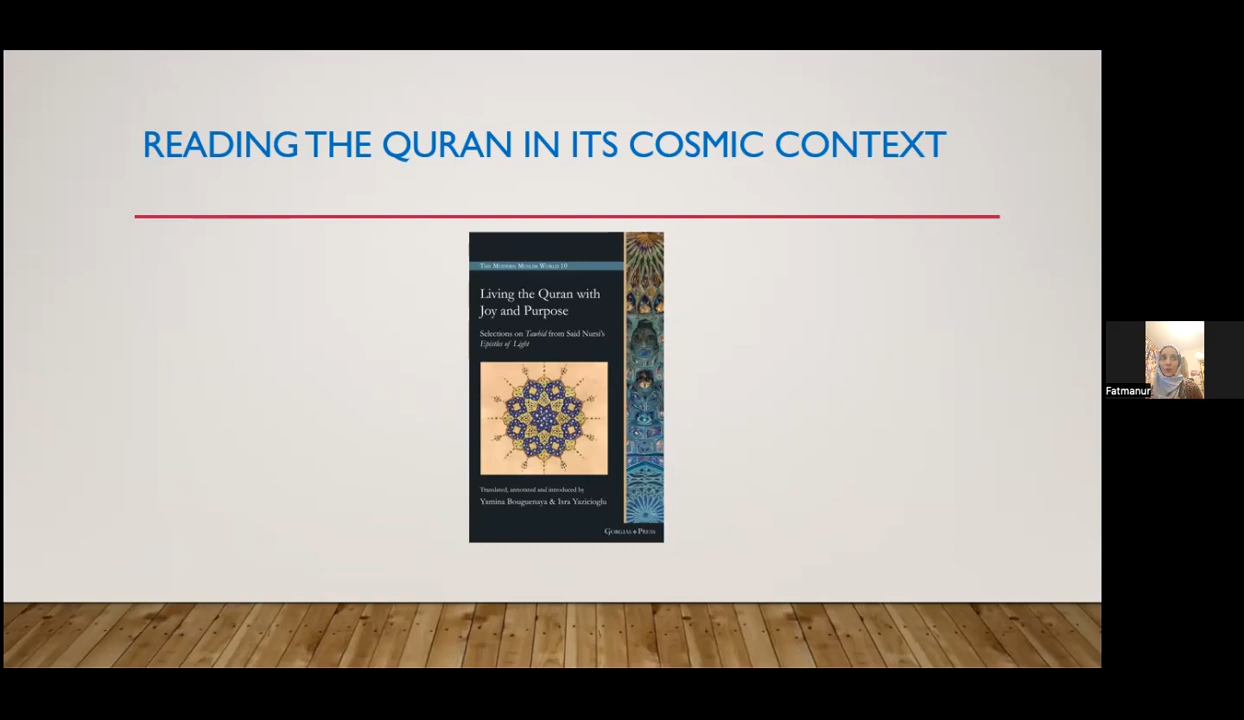 READING THE QURAN IN ITS COSMIC CONTEXT
THE MODERN MUSLIM WORLD 10
Living the Quran with
Joy and Purpose
Selections on Tawhid from Said Nursi's
Epistles of Light
Translated, annotated and introduced by
Yamina Bouguenaya & Isra Yazicioglu
GORGIAS PRESS
Fatmanur